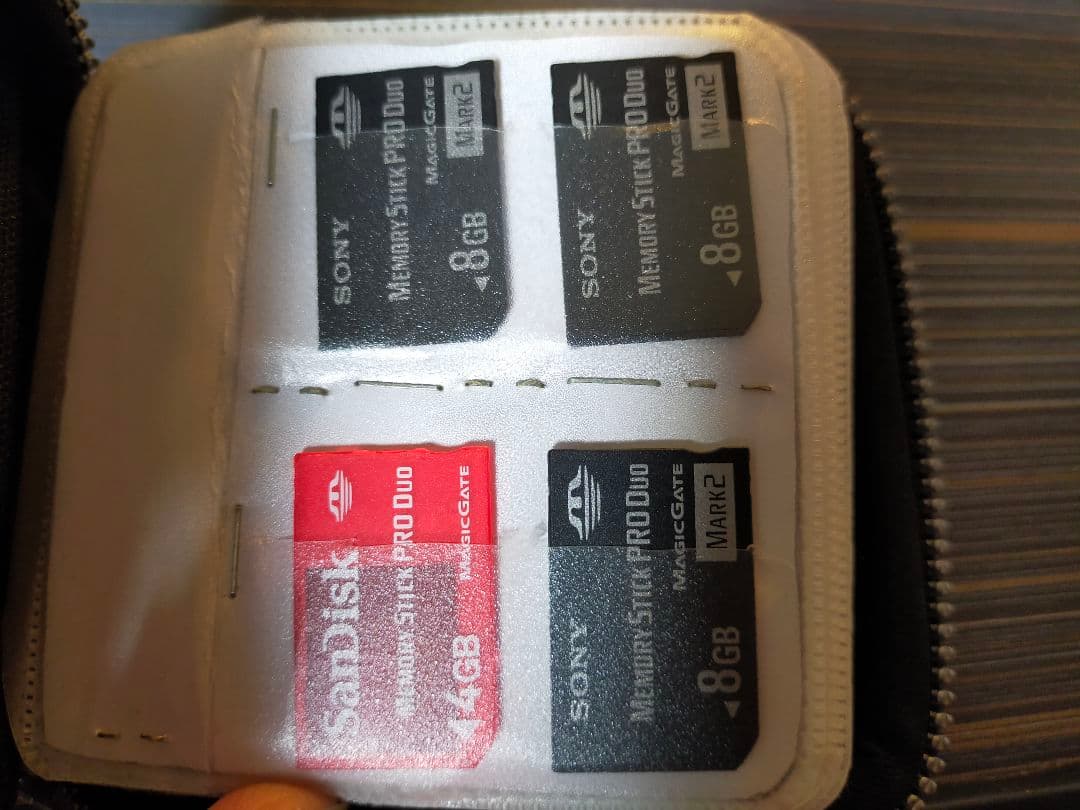 SONY
MEMORY STICK PRO DUO
MAGICGATE
MARK2
8GB
SONY
MEMORY STICK PRO DUO
MAGICGATE
MARK2
8GB
SanDisk
MEMORY STICK PRO DUO
MAGICGATE
4GB
SONY
MEMORY STICK PRO DUO
MAGICGATE
MARK2
8GB